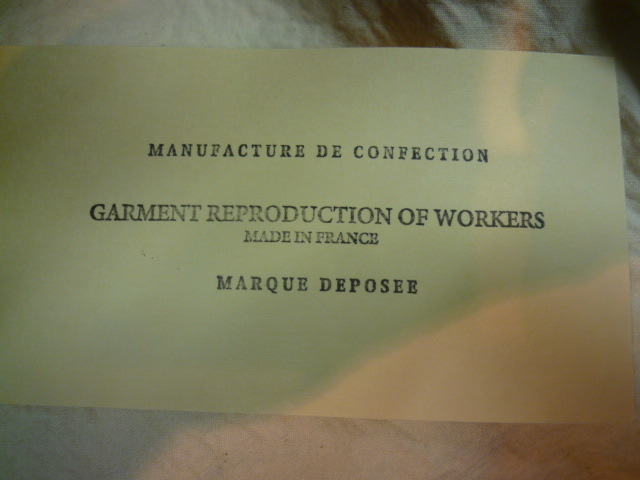 MANUFACTURE DE CONFECTION
GARMENT REPRODUCTION OF WORKERS
MADE IN FRANCE
MARQUE DEPOSEE